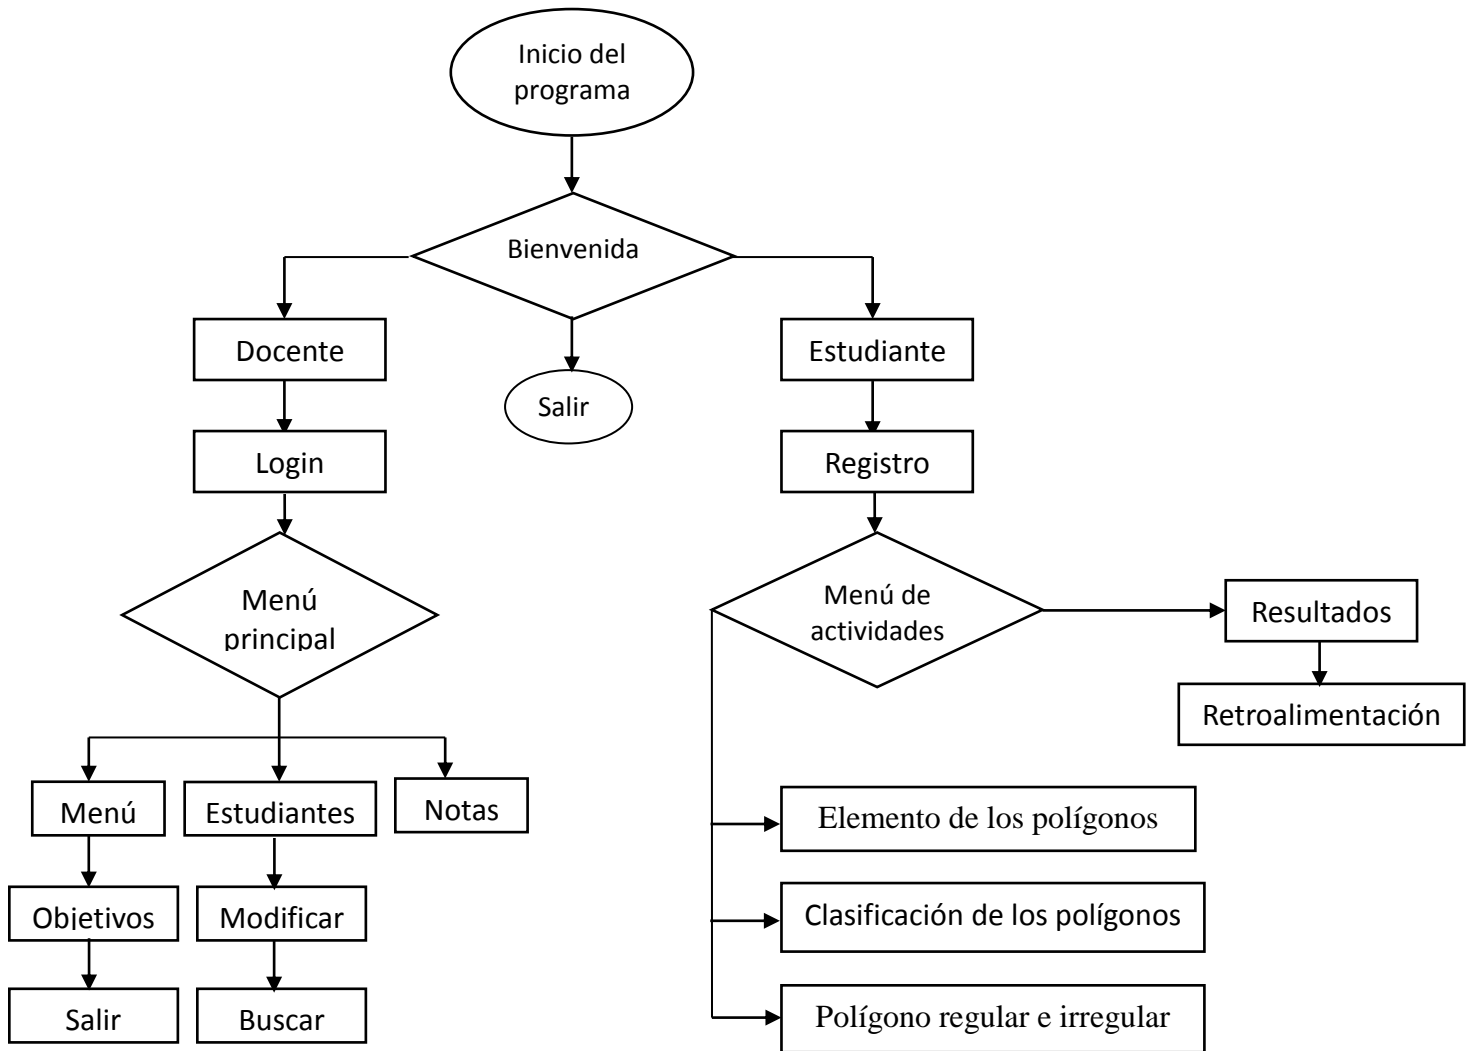 Inicio del
programa
Bienvenida
Docente
Estudiante
Salir
Login
Registro
Menú
principal
Menú de
actividades
Resultados
Retroalimentación
Menú
Estudiantes
Notas
Elemento de los polígonos
Objetivos
Modificar
Clasificación de los polígonos
Salir
Buscar
Polígono regular e irregular